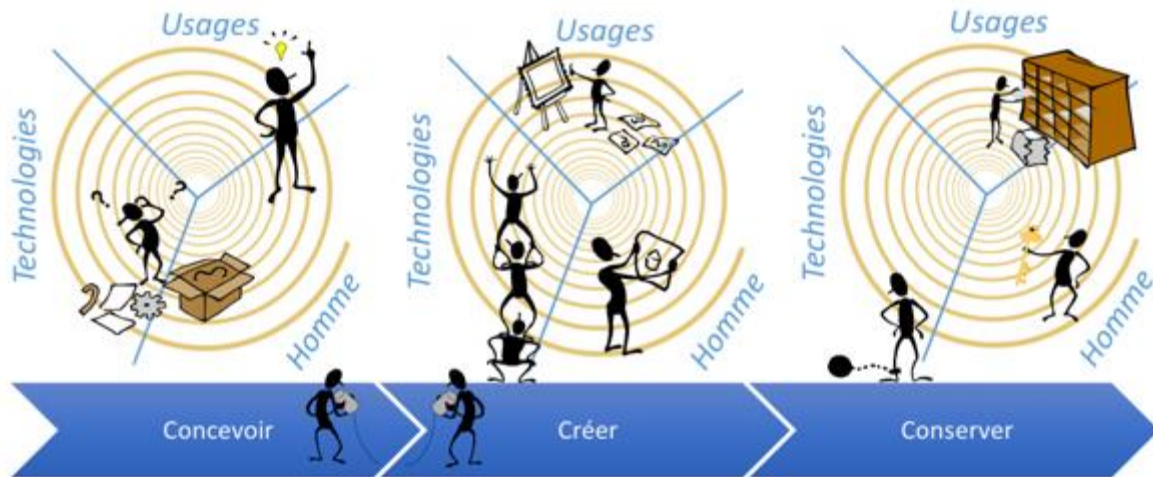 Usages
Technologies
Homme
Usages
Technologies
Homme
Usages
Technologies
Homme
Concevoir
Créer
Conserver